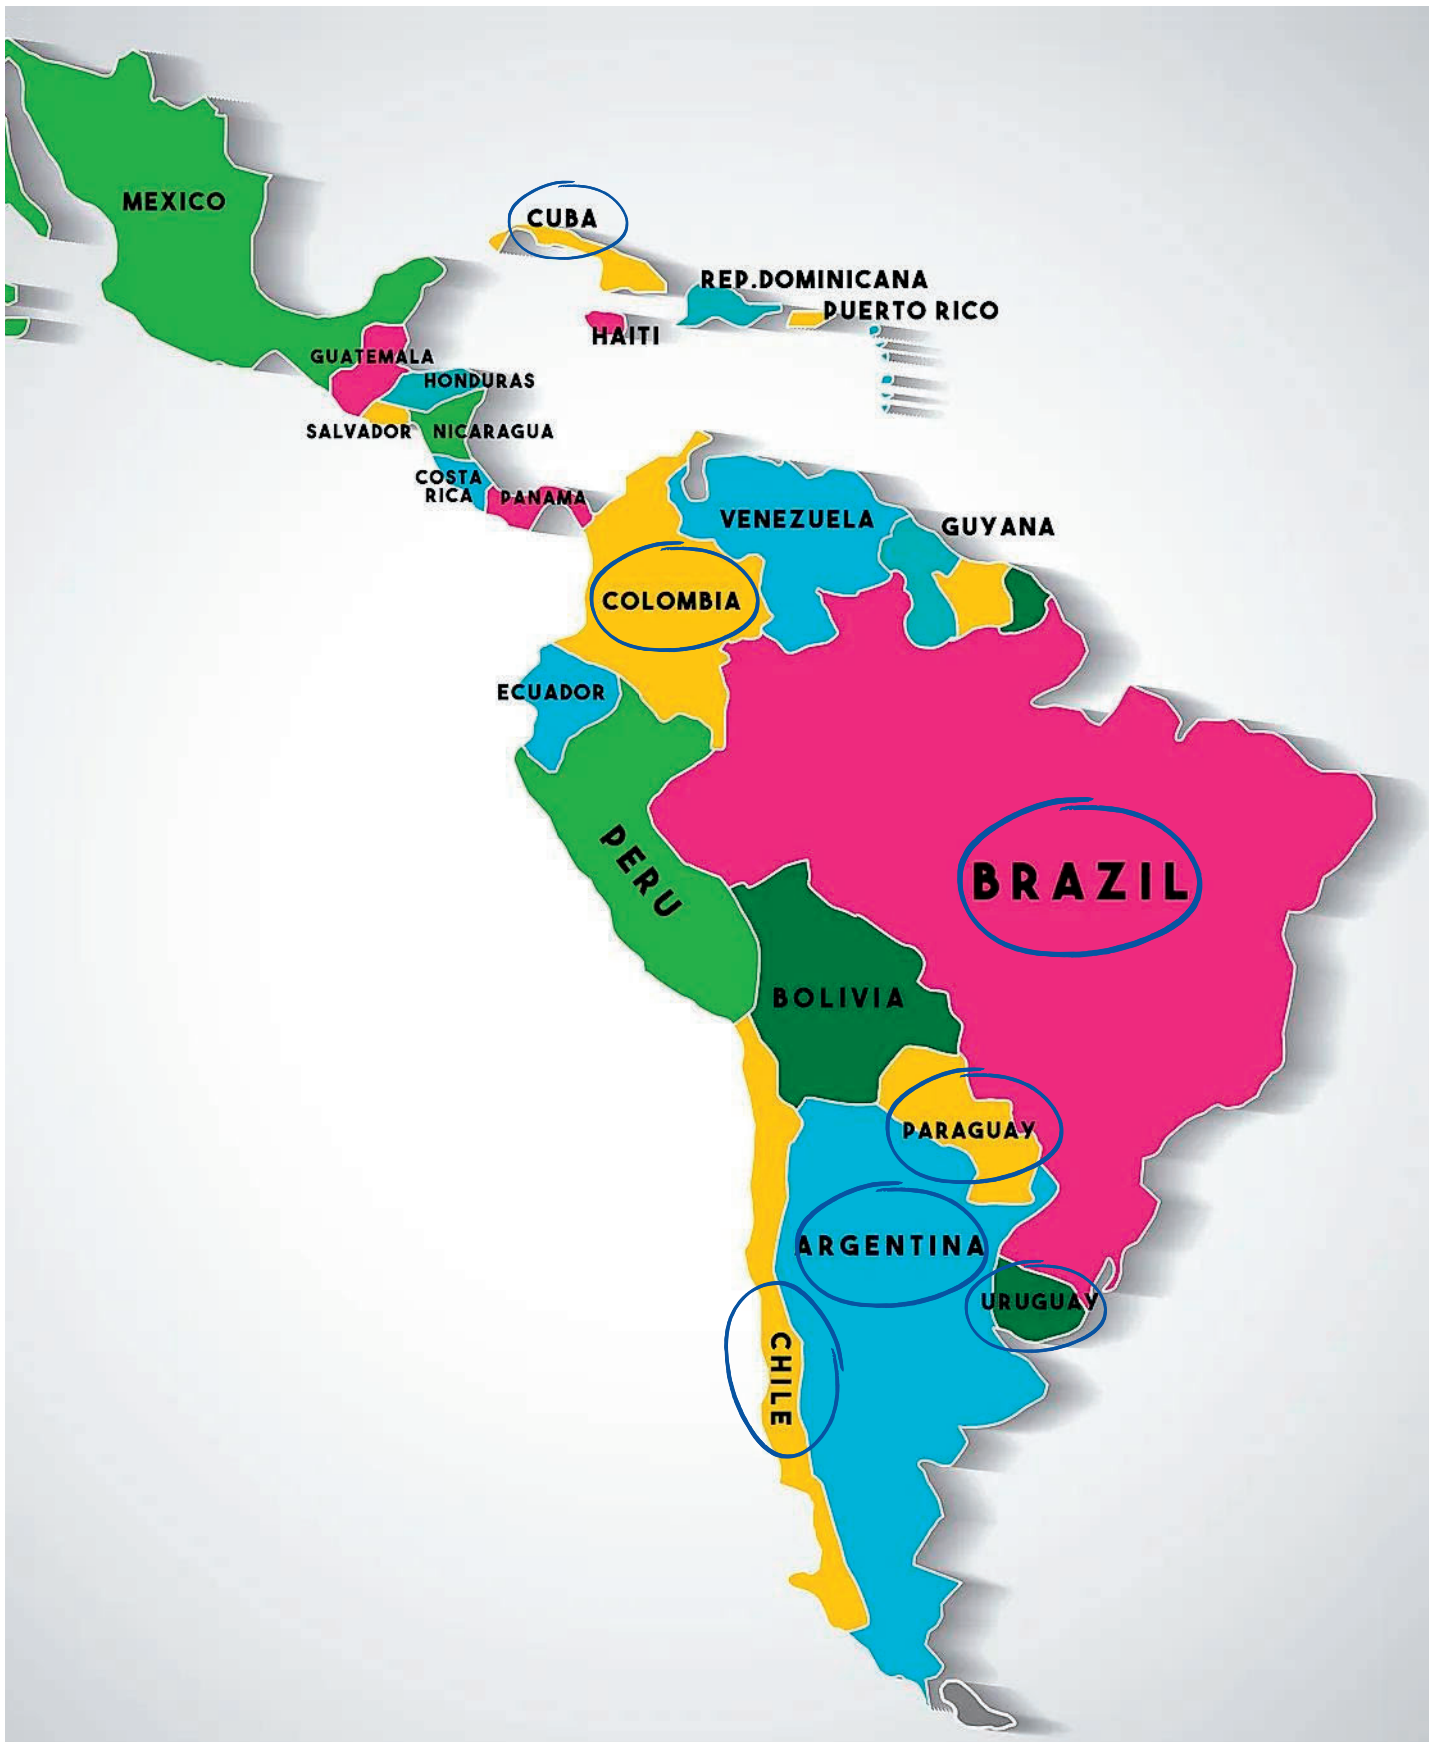 MEXICO
CUBA
REP.DOMINICANA
PUERTO RICO
HAITI
GUATEMALA
HONDURAS
SALVADOR
NICARAGUA
COSTA
RICA
PANAMA
VENEZUELA
GUYANA
COLOMBIA
ECUADOR
PERU
BRAZIL
BOLIVIA
PARAGUAY
ARGENTINA
URUGUAY
CHILE